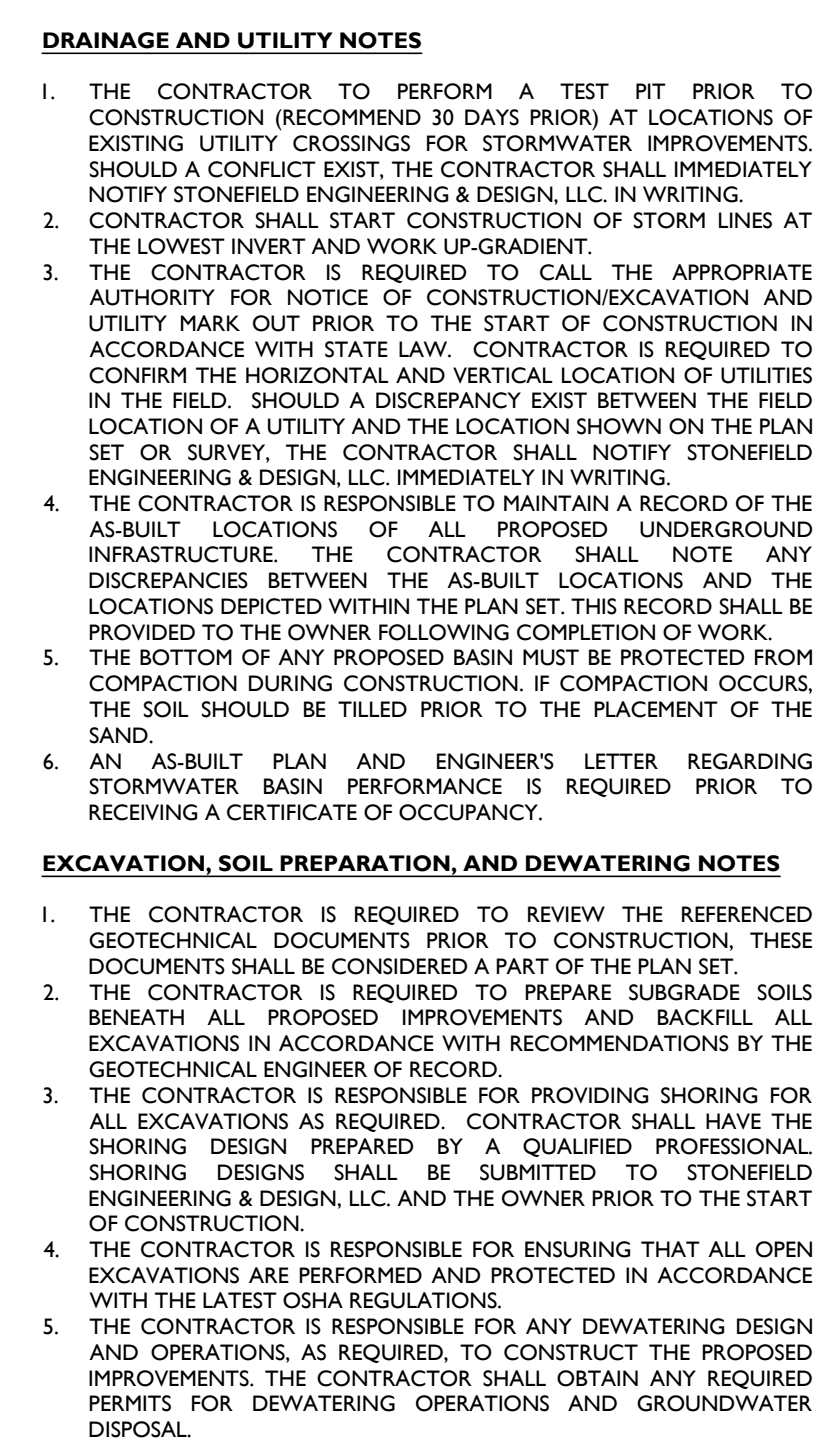 DRAINAGE AND UTILITY NOTES
1. THE CONTRACTOR TO PERFORM A TEST PIT PRIOR TO
CONSTRUCTION (RECOMMEND 30 DAYS PRIOR) AT LOCATIONS OF
EXISTING UTILITY CROSSINGS FOR STORMWATER IMPROVEMENTS.
SHOULD A CONFLICT EXIST, THE CONTRACTOR SHALL IMMEDIATELY
NOTIFY STONEFIELD ENGINEERING & DESIGN, LLC. IN WRITING.
2. CONTRACTOR SHALL START CONSTRUCTION OF STORM LINES AT
THE LOWEST INVERT AND WORK UP-GRADIENT.
3. THE CONTRACTOR IS REQUIRED TO CALL THE APPROPRIATE
AUTHORITY FOR NOTICE OF CONSTRUCTION/EXCAVATION AND
UTILITY MARK OUT PRIOR TO THE START OF CONSTRUCTION IN
ACCORDANCE WITH STATE LAW. CONTRACTOR IS REQUIRED TO
CONFIRM THE HORIZONTAL AND VERTICAL LOCATION OF UTILITIES
IN THE FIELD. SHOULD A DISCREPANCY EXIST BETWEEN THE FIELD
LOCATION OF A UTILITY AND THE LOCATION SHOWN ON THE PLAN
SET OR SURVEY, THE CONTRACTOR SHALL NOTIFY STONEFIELD
ENGINEERING & DESIGN, LLC. IMMEDIATELY IN WRITING.
4. THE CONTRACTOR IS RESPONSIBLE TO MAINTAIN A RECORD OF THE
AS-BUILT LOCATIONS OF ALL PROPOSED UNDERGROUND
INFRASTRUCTURE. THE CONTRACTOR SHALL NOTE ANY
DISCREPANCIES BETWEEN THE AS-BUILT LOCATIONS AND THE
LOCATIONS DEPICTED WITHIN THE PLAN SET. THIS RECORD SHALL BE
PROVIDED TO THE OWNER FOLLOWING COMPLETION OF WORK.
5. THE BOTTOM OF ANY PROPOSED BASIN MUST BE PROTECTED FROM
COMPACTION DURING CONSTRUCTION. IF COMPACTION OCCURS,
THE SOIL SHOULD BE TILLED PRIOR TO THE PLACEMENT OF THE
SAND.
6. AN AS-BUILT PLAN AND ENGINEER'S LETTER REGARDING
STORMWATER BASIN PERFORMANCE IS REQUIRED PRIOR TO
RECEIVING A CERTIFICATE OF OCCUPANCY.
EXCAVATION, SOIL PREPARATION, AND DEWATERING NOTES
1. THE CONTRACTOR IS REQUIRED TO REVIEW THE REFERENCED
GEOTECHNICAL DOCUMENTS PRIOR TO CONSTRUCTION, THESE
DOCUMENTS SHALL BE CONSIDERED A PART OF THE PLAN SET.
2. THE CONTRACTOR IS REQUIRED TO PREPARE SUBGRADE SOILS
BENEATH ALL PROPOSED IMPROVEMENTS AND BACKFILL ALL
EXCAVATIONS IN ACCORDANCE WITH RECOMMENDATIONS BY THE
GEOTECHNICAL ENGINEER OF RECORD.
3. THE CONTRACTOR IS RESPONSIBLE FOR PROVIDING SHORING FOR
ALL EXCAVATIONS AS REQUIRED. CONTRACTOR SHALL HAVE THE
SHORING DESIGN PREPARED BY A QUALIFIED PROFESSIONAL.
SHORING DESIGNS SHALL BE SUBMITTED TO STONEFIELD
ENGINEERING & DESIGN, LLC. AND THE OWNER PRIOR TO THE START
OF CONSTRUCTION.
4. THE CONTRACTOR IS RESPONSIBLE FOR ENSURING THAT ALL OPEN
EXCAVATIONS ARE PERFORMED AND PROTECTED IN ACCORDANCE
WITH THE LATEST OSHA REGULATIONS.
5. THE CONTRACTOR IS RESPONSIBLE FOR ANY DEWATERING DESIGN
AND OPERATIONS, AS REQUIRED, TO CONSTRUCT THE PROPOSED
IMPROVEMENTS. THE CONTRACTOR SHALL OBTAIN ANY REQUIRED
PERMITS FOR DEWATERING OPERATIONS AND GROUNDWATER
DISPOSAL.